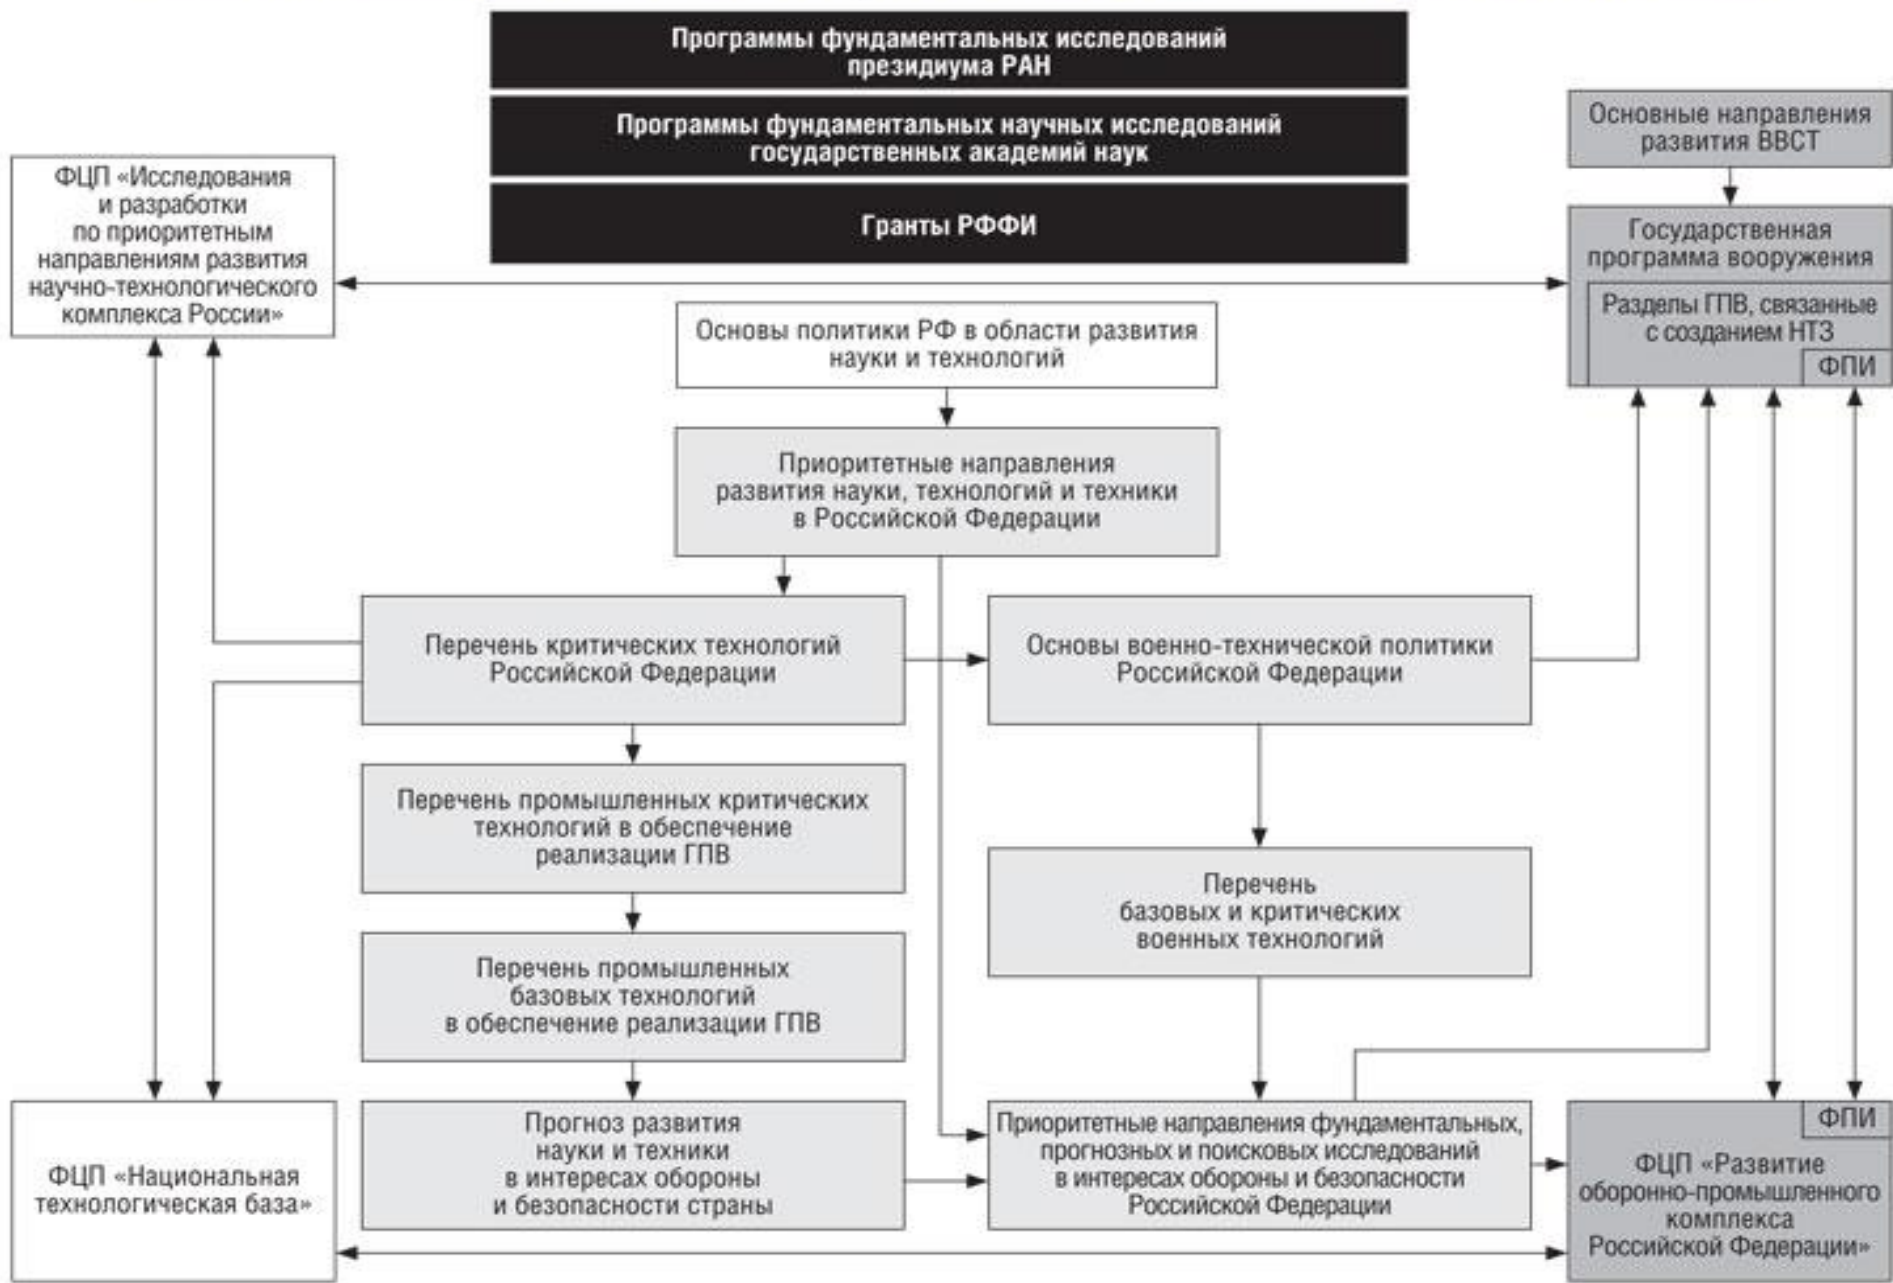 Программы фундаментальных исследований
президиума РАН
Программы фундаментальных научных исследований
государственных академий наук
Гранты РФФИ
Основные направления
развития ВВСТ
ФЦП «Исследования
и разработки
по приоритетным
направлениям развития
научно-технологического
комплекса России»
Государственная
программа вооружения
Разделы ГПВ, связанные
с созданием НТЗ
ФПИ
Основы политики РФ в области развития
науки и технологий
Приоритетные направления
развития науки, технологий и техники
в Российской Федерации
Перечень критических технологий
Российской Федерации
Основы военно-технической политики
Российской Федерации
Перечень промышленных критических
технологий в обеспечение
реализации ГПВ
Перечень
базовых и критических
военных технологий
Перечень промышленных
базовых технологий
в обеспечение реализации ГПВ
ФЦП «Национальная
технологическая база»
Прогноз развития
науки и техники
в интересах обороны
и безопасности страны
Приоритетные направления фундаментальных,
прогнозных и поисковых исследований
в интересах обороны и безопасности
Российской Федерации
ФПИ
ФЦП «Развитие
оборонно-промышленного
комплекса
Российской Федерации»